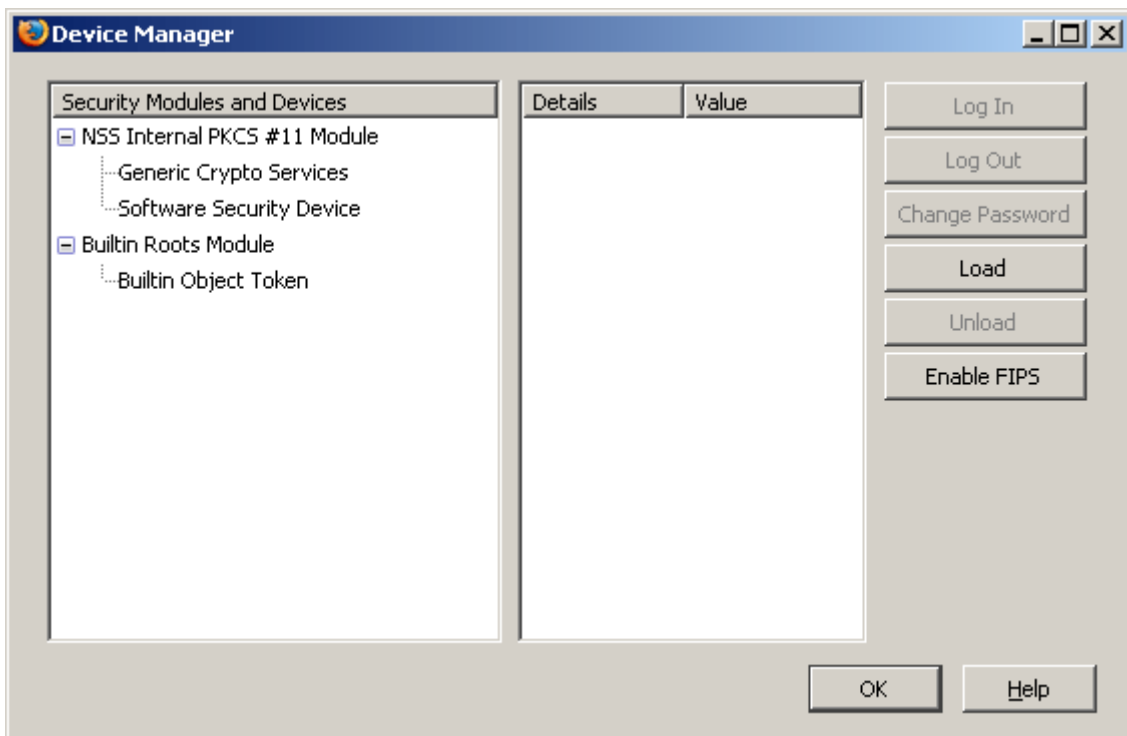 Device Manager
Security Modules and Devices
NSS Internal PKCS #11 Module
Generic Crypto Services
Software Security Device
Builtin Roots Module
Builtin Object Token
Details Value
Log In
Log Out
Change Password
Load
Unload
Enable FIPS
OK Help